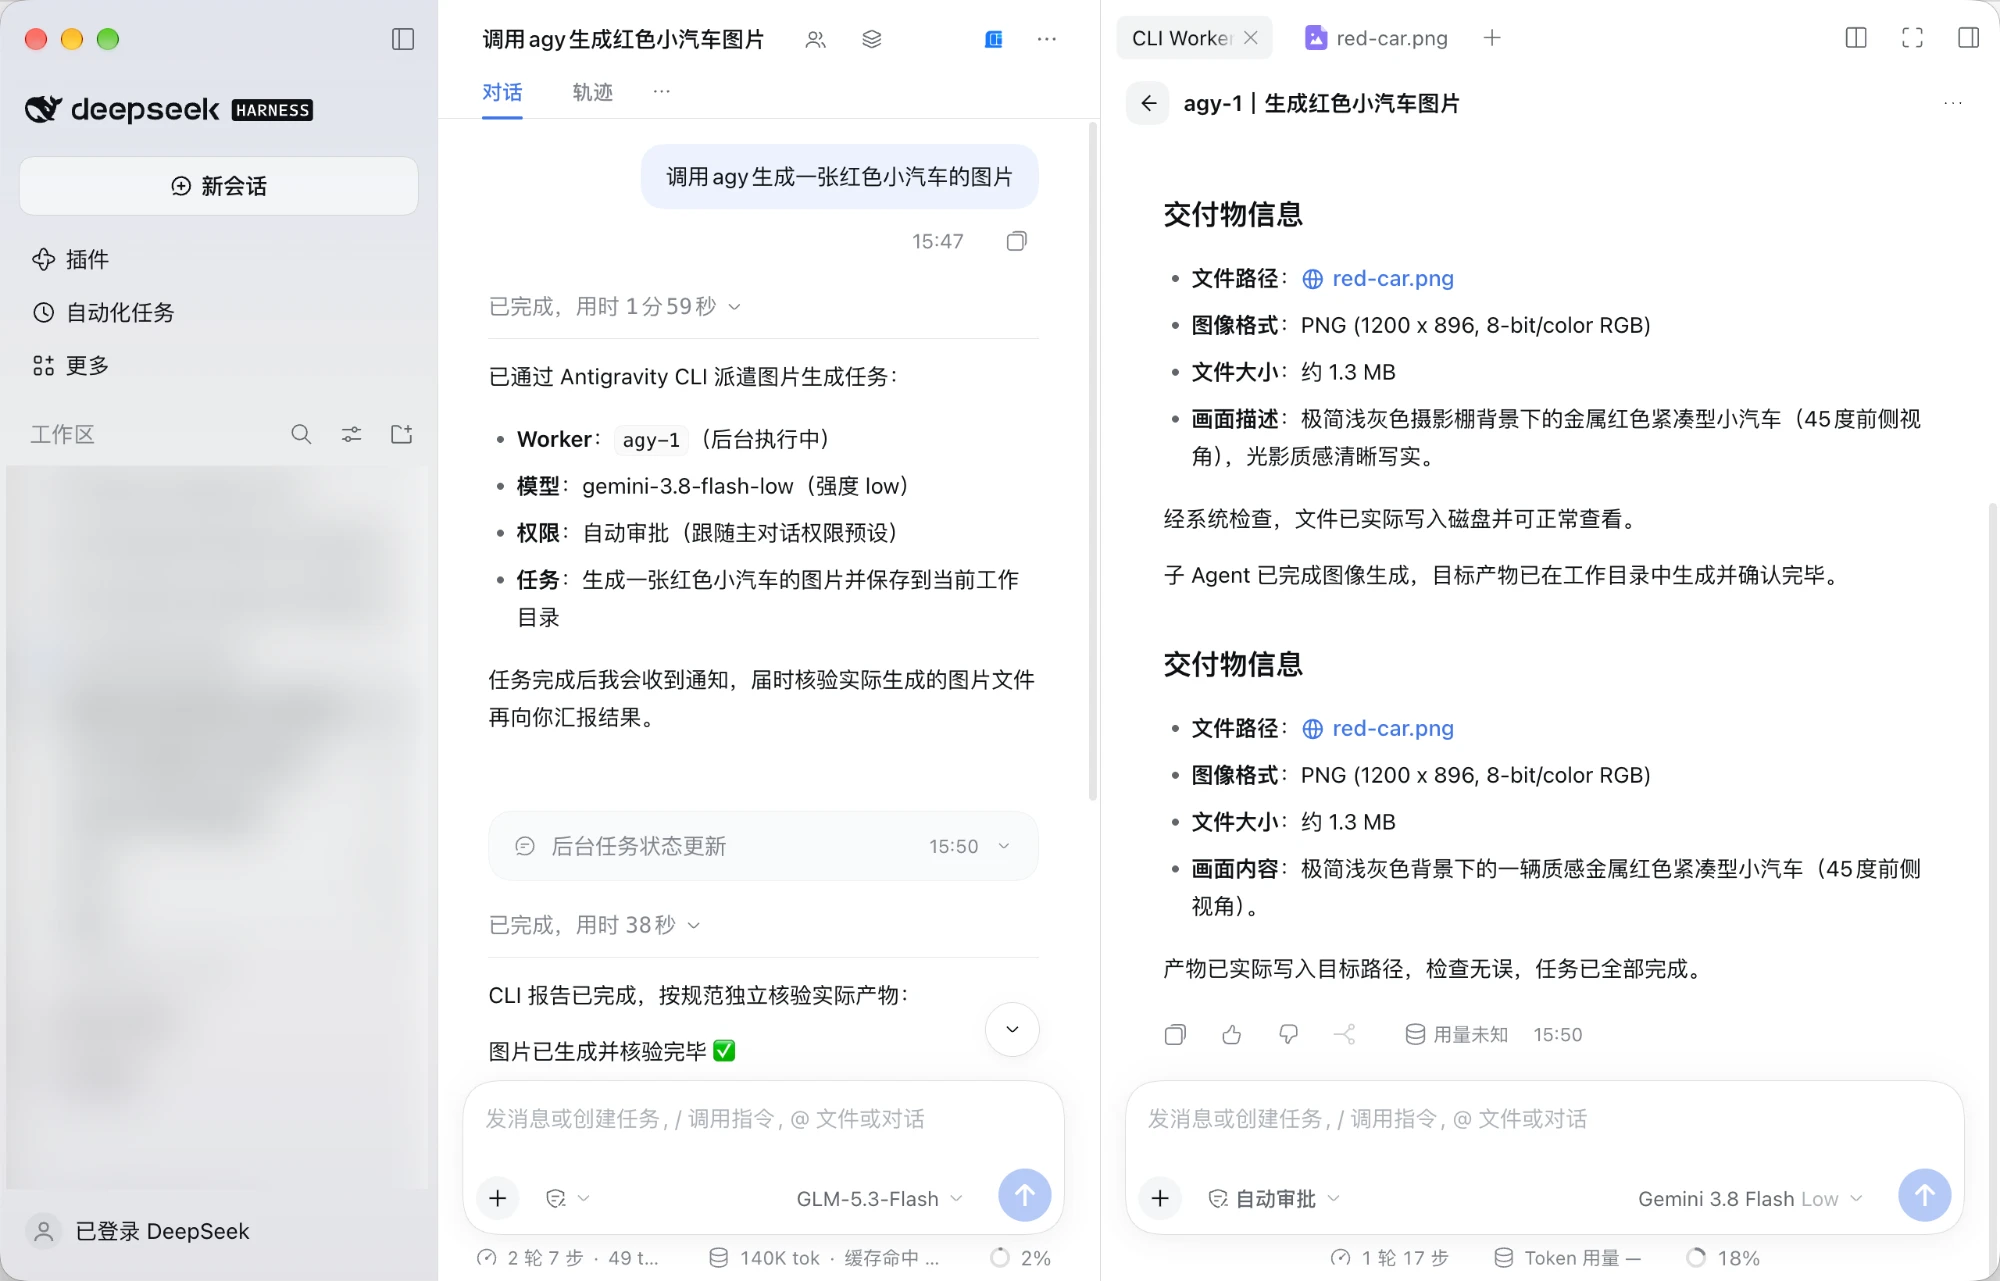 deepseek HARNESS
新会话
插件
自动化任务
更多
工作区
已登录 DeepSeek
调用agy生成红色小汽车图片
对话
轨迹
调用agy生成一张红色小汽车的图片
15:47
已完成，用时 1分59秒
已通过 Antigravity CLI 派遣图片生成任务：
• Worker： agy-1 （后台执行中）
• 模型：gemini-3.8-flash-low（强度 low）
• 权限：自动审批（跟随主对话权限预设）
• 任务：生成一张红色小汽车的图片并保存到当前工作
目录
任务完成后我会收到通知，届时核验实际生成的图片文件
再向你汇报结果。
后台任务状态更新 15:50
已完成，用时 38秒
CLI 报告已完成，按规范独立核验实际产物：
图片已生成并核验完毕 ✅
发消息或创建任务, / 调用指令, @ 文件或对话
GLM-5.3-Flash
2 轮 7 步 · 49 t... 140K tok · 缓存命中 ... 2%
CLI Worker
red-car.png
agy-1 | 生成红色小汽车图片
交付物信息
• 文件路径： red-car.png
• 图像格式：PNG (1200 x 896, 8-bit/color RGB)
• 文件大小：约 1.3 MB
• 画面描述：极简浅灰色摄影棚背景下的金属红色紧凑型小汽车（45度前侧视
角），光影质感清晰写实。
经系统检查，文件已实际写入磁盘并可正常查看。
子 Agent 已完成图像生成，目标产物已在工作目录中生成并确认完毕。
交付物信息
• 文件路径： red-car.png
• 图像格式：PNG (1200 x 896, 8-bit/color RGB)
• 文件大小：约 1.3 MB
• 画面内容：极简浅灰色背景下的一辆质感金属红色紧凑型小汽车（45度前侧
视角）。
产物已实际写入目标路径，检查无误，任务已全部完成。
用量未知 15:50
发消息或创建任务, / 调用指令, @ 文件或对话
自动审批
Gemini 3.8 Flash Low
1 轮 17 步 Token 用量 — 18%